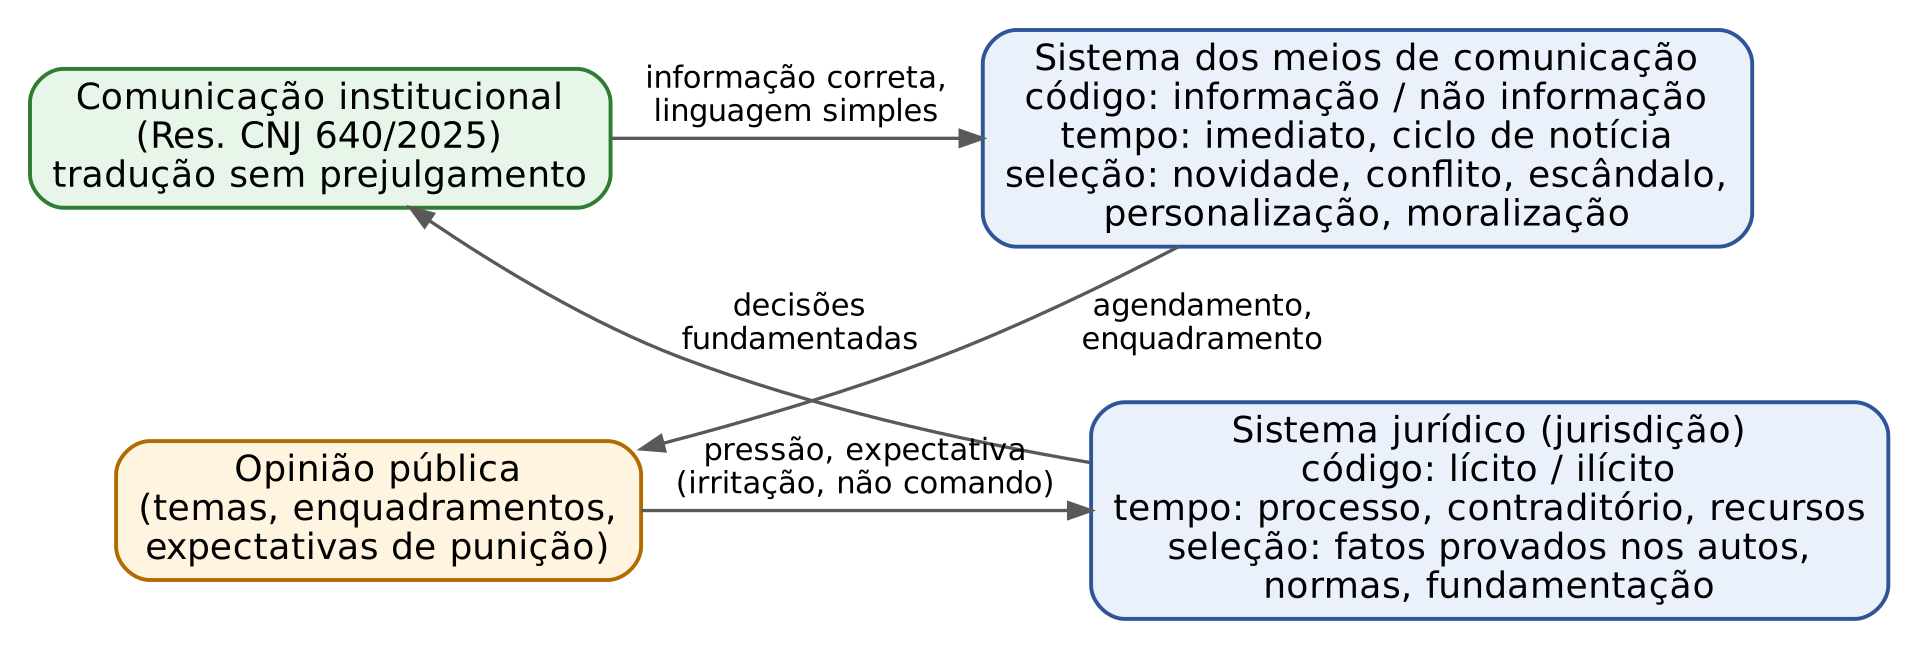 Comunicação institucional
(Res. CNJ 640/2025)
tradução sem prejulgamento
informação correta,
linguagem simples
Sistema dos meios de comunicação
código: informação / não informação
tempo: imediato, ciclo de notícia
seleção: novidade, conflito, escândalo,
personalização, moralização
decisões
fundamentadas
agendamento,
enquadramento
Opinião pública
(temas, enquadramentos,
expectativas de punição)
pressão, expectativa
(irritação, não comando)
Sistema jurídico (jurisdição)
código: lícito / ilícito
tempo: processo, contraditório, recursos
seleção: fatos provados nos autos,
normas, fundamentação